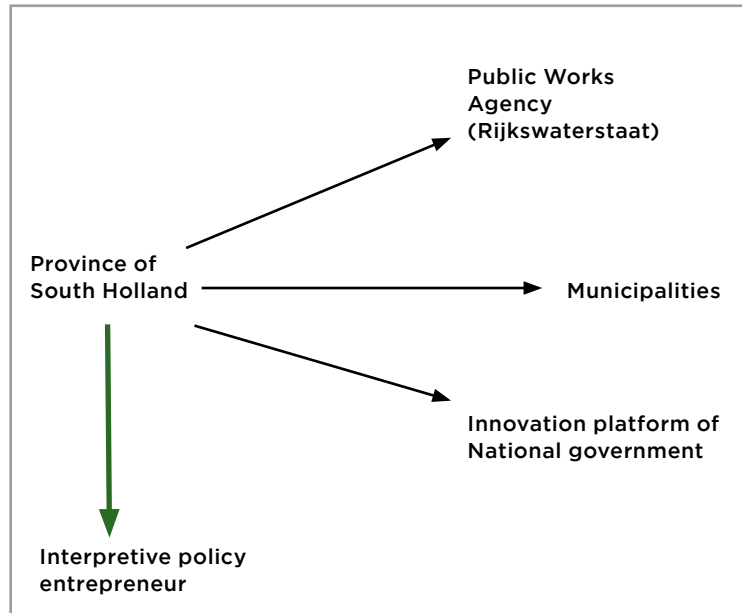 Public Works
Agency
(Rijkswaterstaat)
Province of
South Holland
Municipalities
Innovation platform of
National government
Interpretive policy
entrepreneur